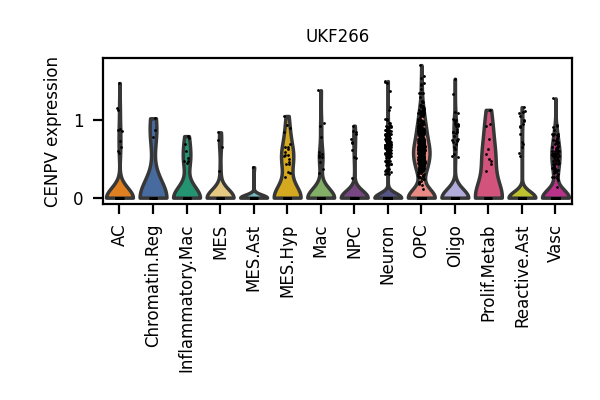 UKF266
CENPV expression
1
0
AC
Chromatin.Reg
Inflammatory.Mac
MES
MES.Ast
MES.Hyp
Mac
NPC
Neuron
OPC
Oligo
Prolif.Metab
Reactive.Ast
Vasc